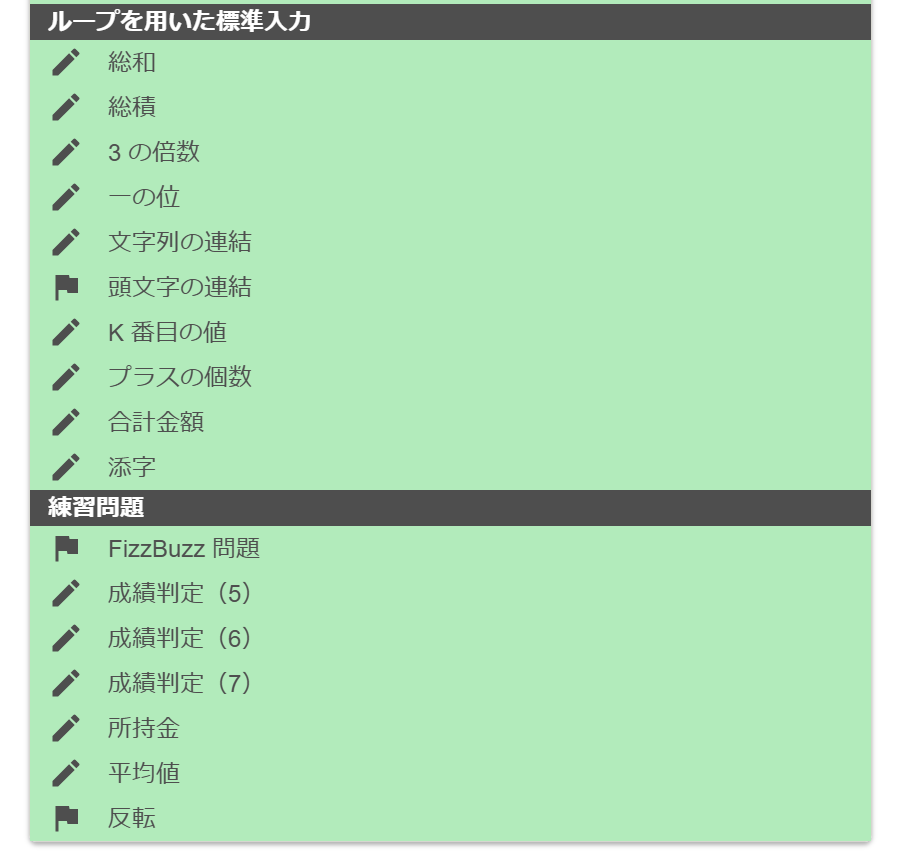 ループを用いた標準入力
総和
総積
3 の倍数
一の位
文字列の連結
頭文字の連結
K 番目の値
プラスの個数
合計金額
添字
練習問題
FizzBuzz 問題
成績判定（5）
成績判定（6）
成績判定（7）
所持金
平均値
反転